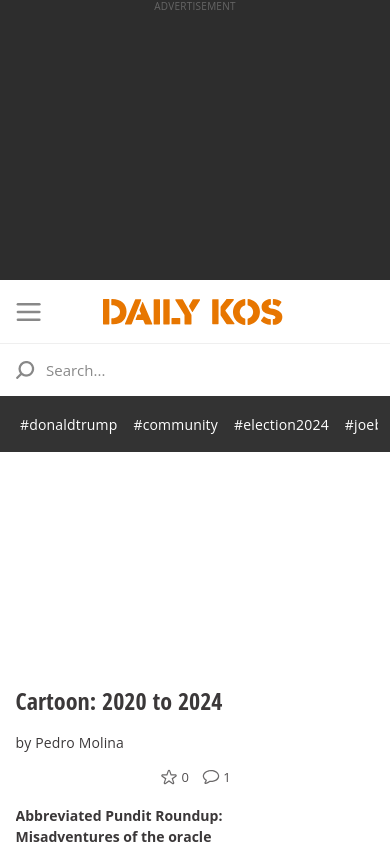 ADVERTISEMENT
DAILY KOS
Search...
#donaldtrump #community #election2024
Cartoon: 2020 to 2024
by Pedro Molina
0 1
Abbreviated Pundit Roundup:
Misadventures of the oracle